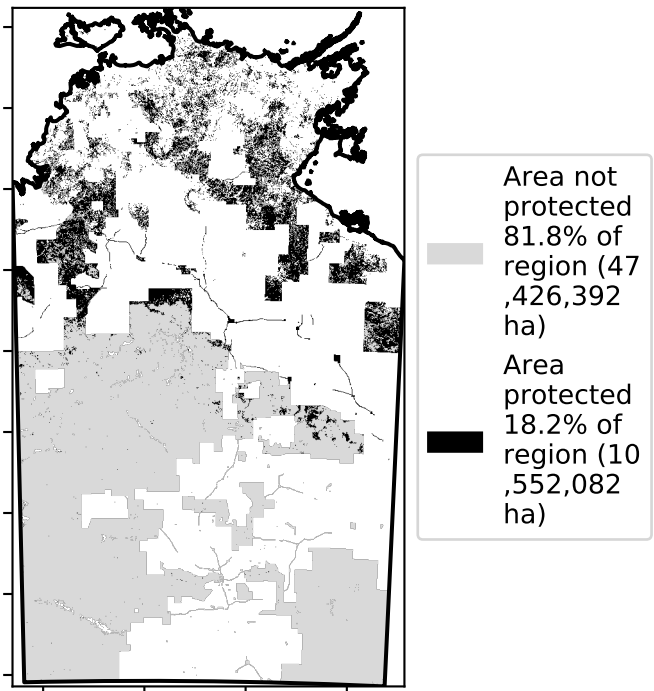 Area not
protected
81.8% of
region (47
,426,392
ha)
Area
protected
18.2% of
region (10
,552,082
ha)